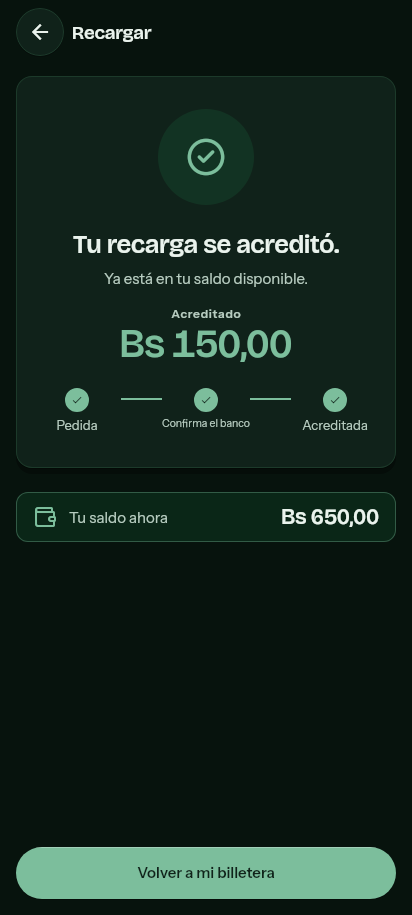 Recargar
Tu recarga se acreditó.
Ya está en tu saldo disponible.
Acreditado
Bs 150,00
Pedida
Confirma el banco
Acreditada
Tu saldo ahora
Bs 650,00
Volver a mi billetera